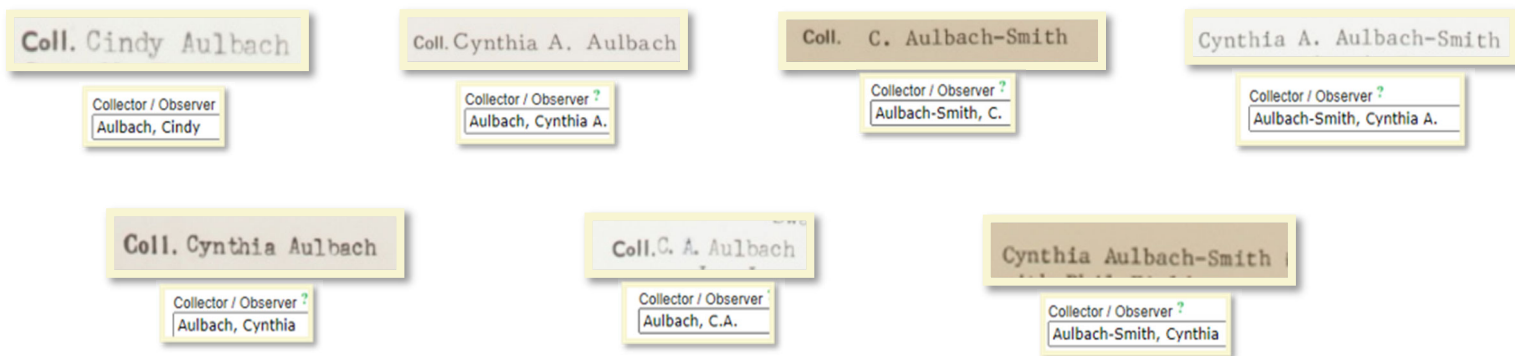 Coll. Cindy Aulbach
Collector / Observer
Aulbach, Cindy
Coll. Cynthia A. Aulbach
Collector / Observer ?
Aulbach, Cynthia A.
Coll. C. Aulbach-Smith
Collector / Observer ?
Aulbach-Smith, C.
Cynthia A. Aulbach-Smith
Collector / Observer ?
Aulbach-Smith, Cynthia A.
Coll. Cynthia Aulbach
Collector / Observer ?
Aulbach, Cynthia
Coll. C. A. Aulbach
Collector / Observer
Aulbach, C.A.
Cynthia Aulbach-Smith
Collector / Observer ?
Aulbach-Smith, Cynthia